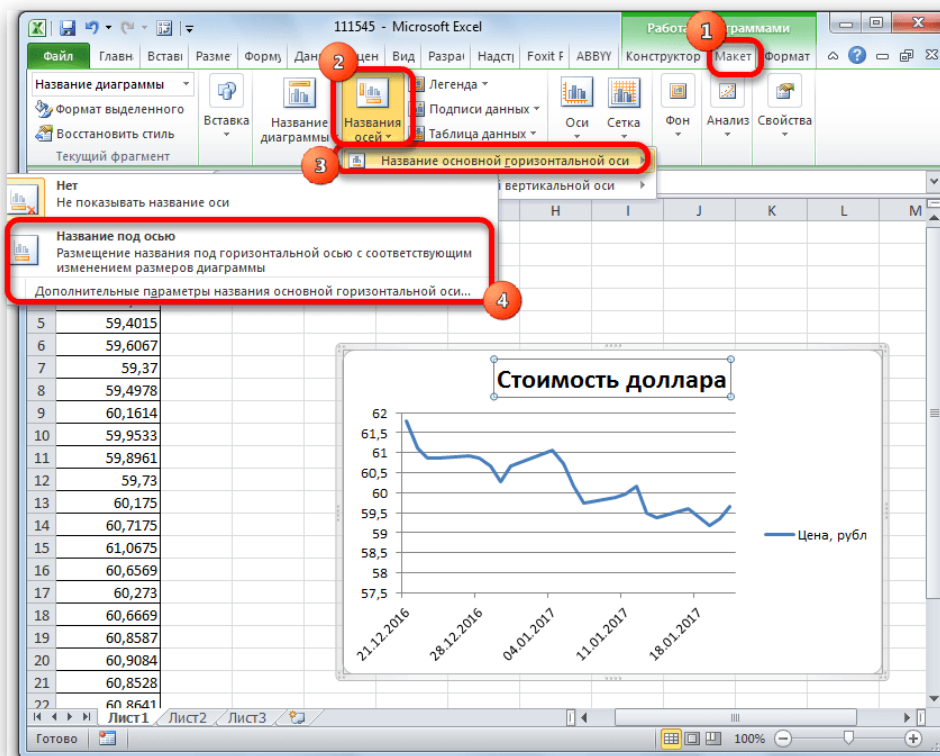 111545 - Microsoft Excel
1
Файл
Главн
Встави
Разме
Форму
Дан
2
Вид
Разраб
Надстр
Foxit F
ABBYY
Конструктор
Макет
Формат
Название диаграммы
Формат выделенного
Восстановить стиль
Текущий фрагмент
Вставка
Название
диаграммы
Названия
осей
Легенда
Подписи данных
Таблица данных
Оси
Сетка
Фон
Анализ
Свойства
3
Название основной горизонтальной оси
вертикальной оси
Нет
Не показывать название оси
Название под осью
Размещение названия под горизонтальной осью с соответствующим
изменением размеров диаграммы
Дополнительные параметры названия основной горизонтальной оси...
4
H I J K L M
5 59,4015
6 59,6067
7 59,37
8 59,4978
9 60,1614
10 59,9533
11 59,8961
12 59,73
13 60,175
14 60,7175
15 61,0675
16 60,6569
17 60,273
18 60,6669
19 60,8587
20 60,9084
21 60,8528
22 60,8641
Стоимость доллара
62
61,5
61
60,5
60
59,5
59
58,5
58
57,5
21.12.2016
28.12.2016
04.01.2017
11.01.2017
18.01.2017
Цена, рубл
Лист1 Лист2 Лист3
Готово
100%